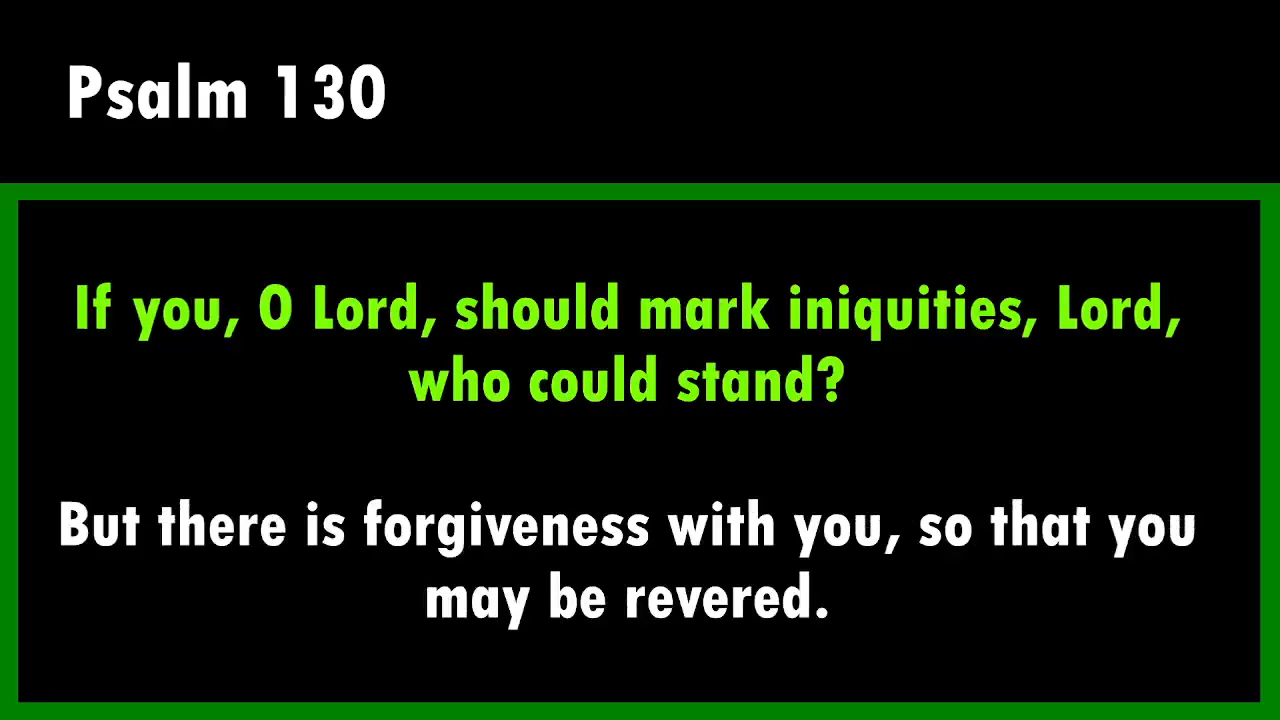 Psalm 130
If you, O Lord, should mark iniquities, Lord,
who could stand?
But there is forgiveness with you, so that you
may be revered.